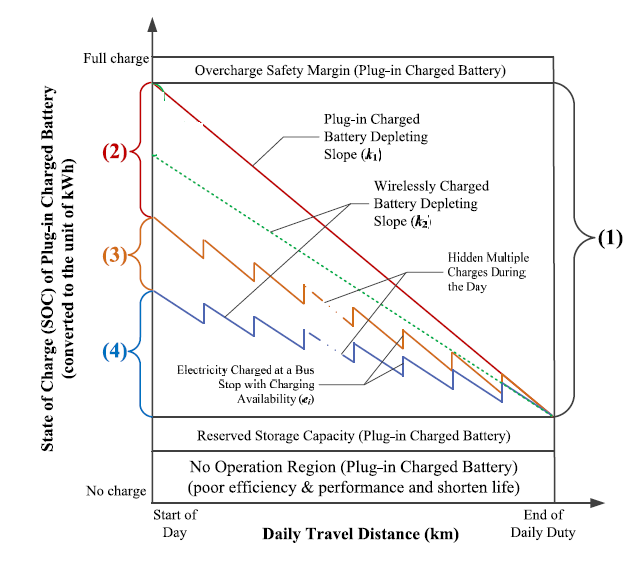 Full charge
Overcharge Safety Margin (Plug-in Charged Battery)
State of Charge (SOC) of Plug-in Charged Battery
(converted to the unit of kWh)
Plug-in Charged
Battery Depleting
Slope (k1)
(2)
Wirelessly Charged
Battery Depleting
Slope (k2)
(1)
(3)
Hidden Multiple
Charges During
the Day
(4)
Electricity Charged at a Bus
Stop with Charging
Availability (ei)
Reserved Storage Capacity (Plug-in Charged Battery)
No Operation Region (Plug-in Charged Battery)
(poor efficiency & performance and shorten life)
No charge
Start of
Day
Daily Travel Distance (km)
End of
Daily Duty